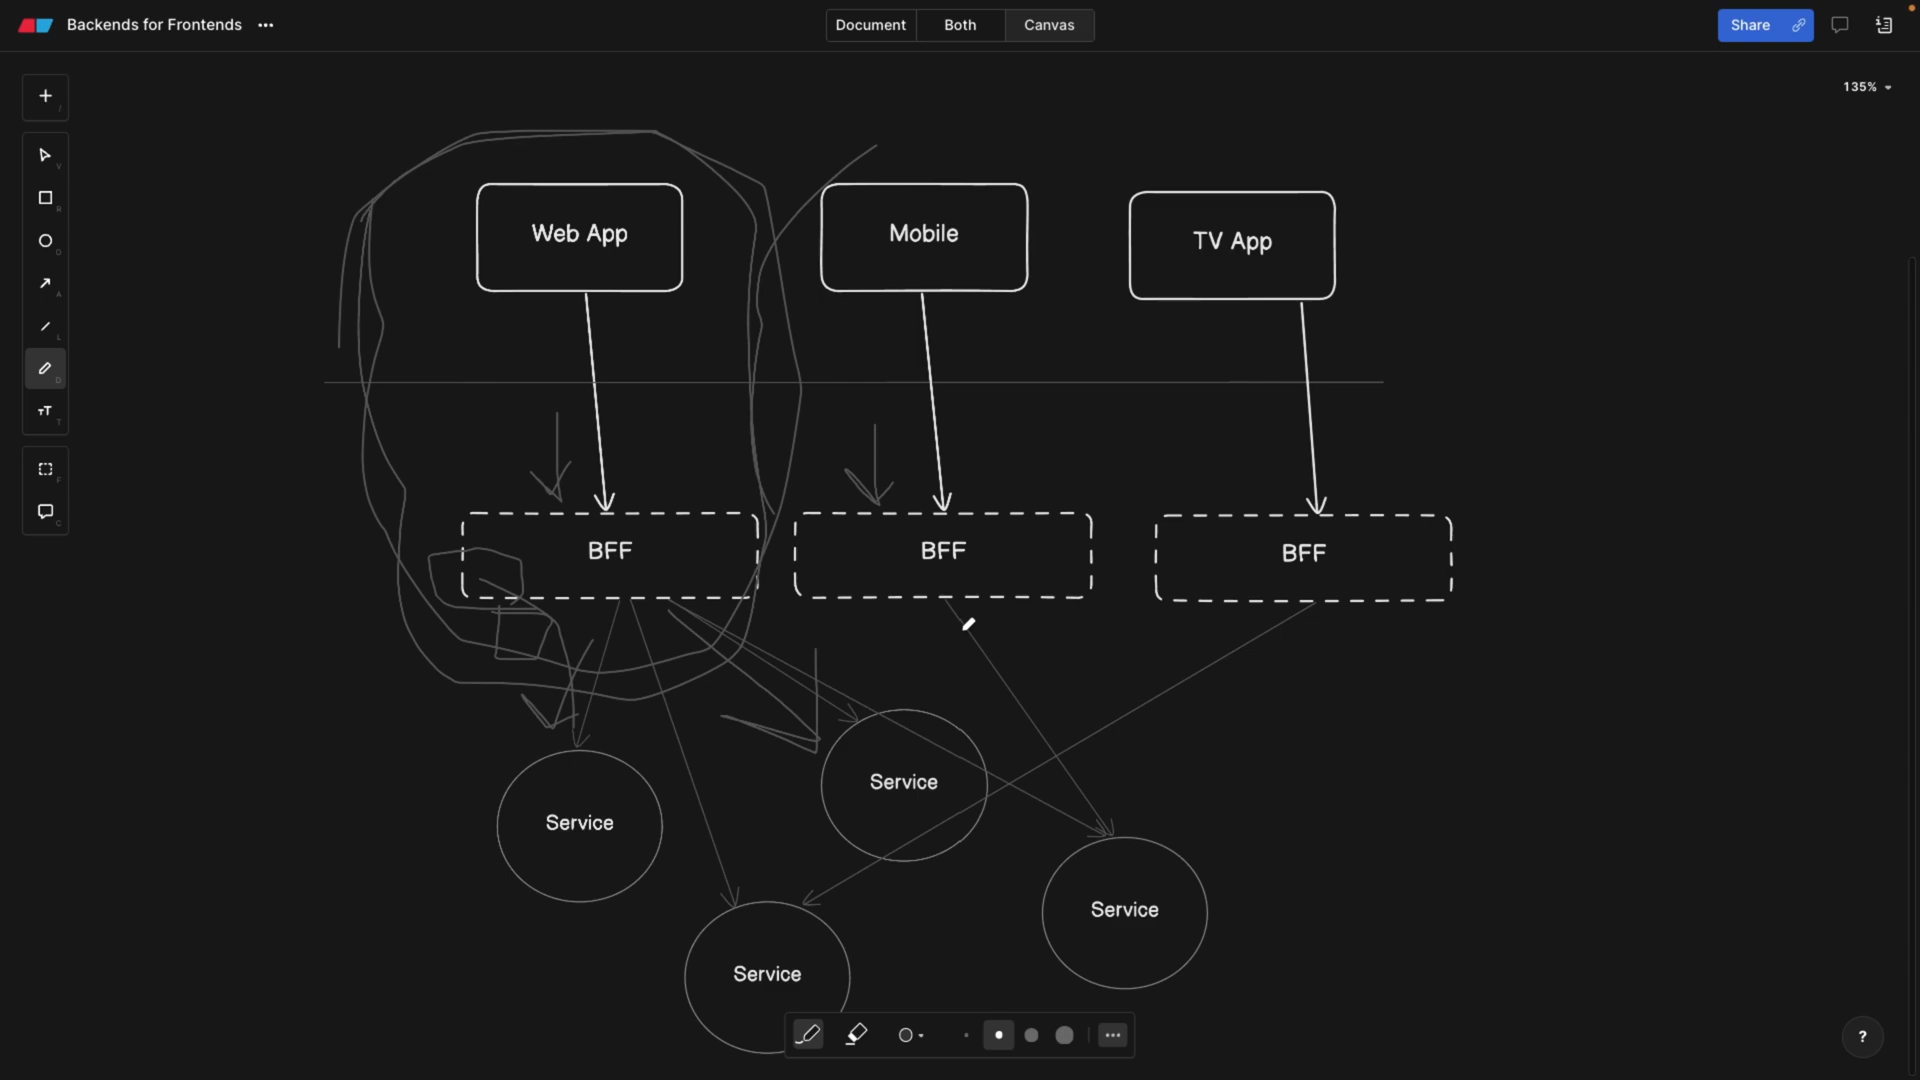 Backends for Frontends
Document
Both
Canvas
Share
135%
Web App
Mobile
TV App
BFF
BFF
BFF
Service
Service
Service
Service
V
R
O
A
L
D
T
F
C
/
?